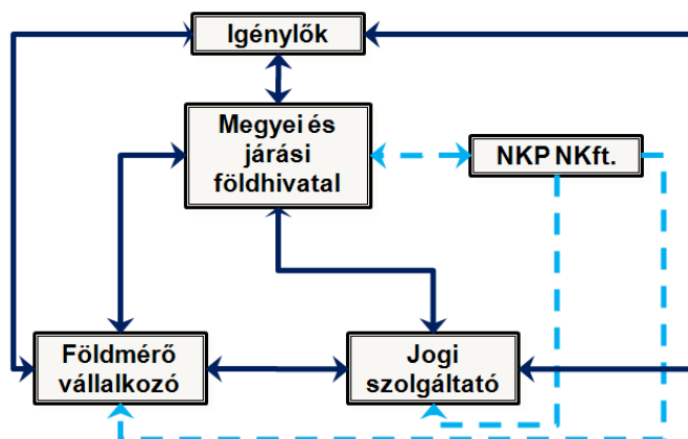 Igénylők
Megyei és
járási
földhivatal
NKP NKft.
Földmérő
vállalkozó
Jogi
szolgáltató